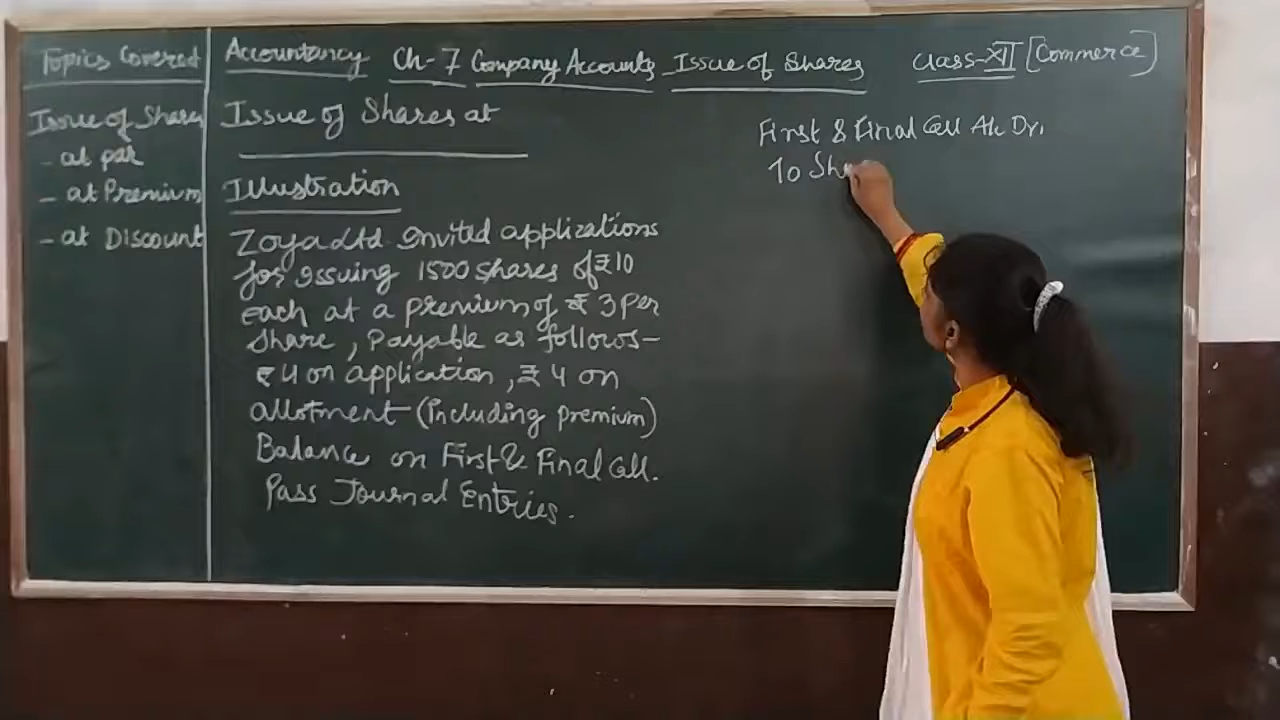 Topics Covered
Issue of Shares
- at par
- at Premium
- at Discount
Accountancy Ch-7 Company Accounts - Issue of Shares Class-XII [Commerce]
Issue of Shares at
Illustration
Zoya Ltd invited applications
for issuing 1500 shares of ₹10
each at a premium of ₹ 3 per
share, payable as follows-
₹4 on application, ₹ 4 on
allotment (including premium)
Balance on First & Final Call.
Pass Journal Entries.
First & Final Call A/c Dr.
To Sh